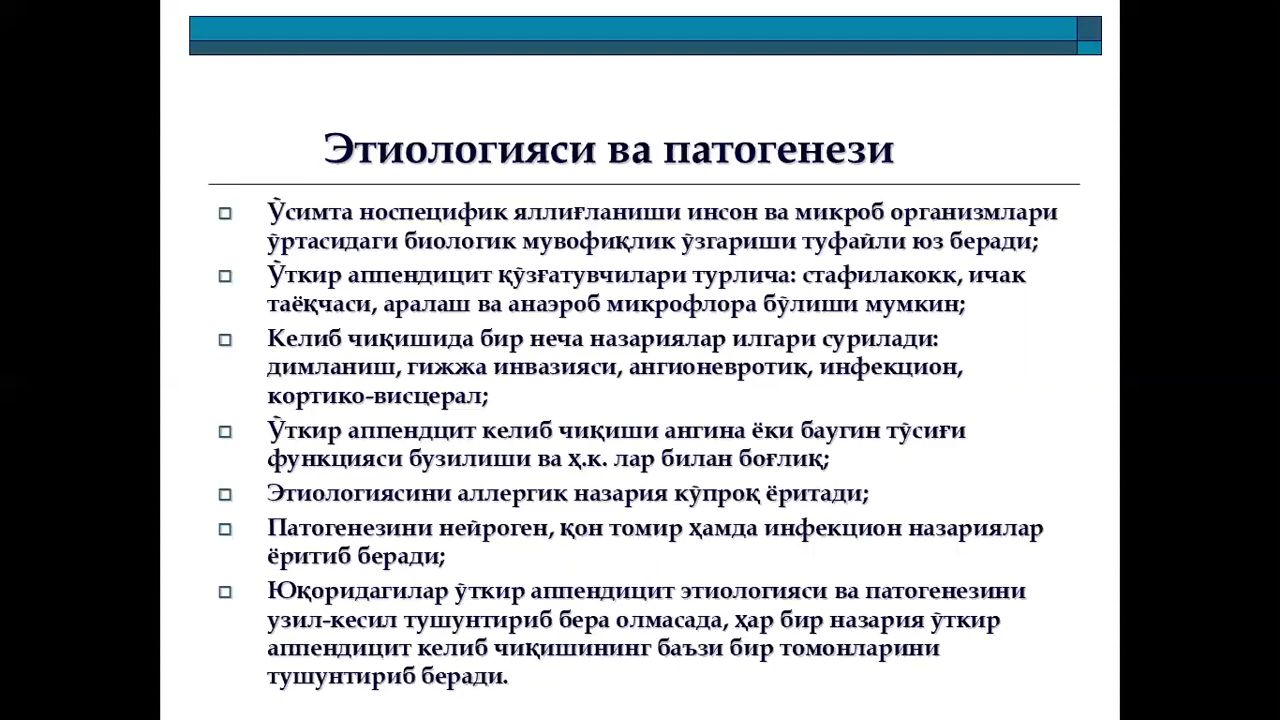 Этиологияси ва патогенези
Ўсимта носпецифик яллиғланиши инсон ва микроб организмлари
ўртасидаги биологик мувофиқлик ўзгариши туфайли юз беради;
Ўткир аппендицит қўзғатувчилари турлича: стафилакокк, ичак
таёқчаси, аралаш ва анаэроб микрофлора бўлиши мумкин;
Келиб чиқишида бир неча назариялар илгари сурилади:
димланиш, гижжа инвазияси, ангионевротик, инфекцион,
кортико-висцерал;
Ўткир аппендцит келиб чиқиши ангина ёки баугин тўсиғи
функцияси бузилиши ва ҳ.к. лар билан боғлиқ;
Этиологиясини аллергик назария кўпроқ ёритади;
Патогенезини нейроген, қон томир ҳамда инфекцион назариялар
ёритиб беради;
Юқоридагилар ўткир аппендицит этиологияси ва патогенезини
узил-кесил тушунтириб бера олмасада, ҳар бир назария ўткир
аппендицит келиб чиқишининг баъзи бир томонларини
тушунтириб беради.